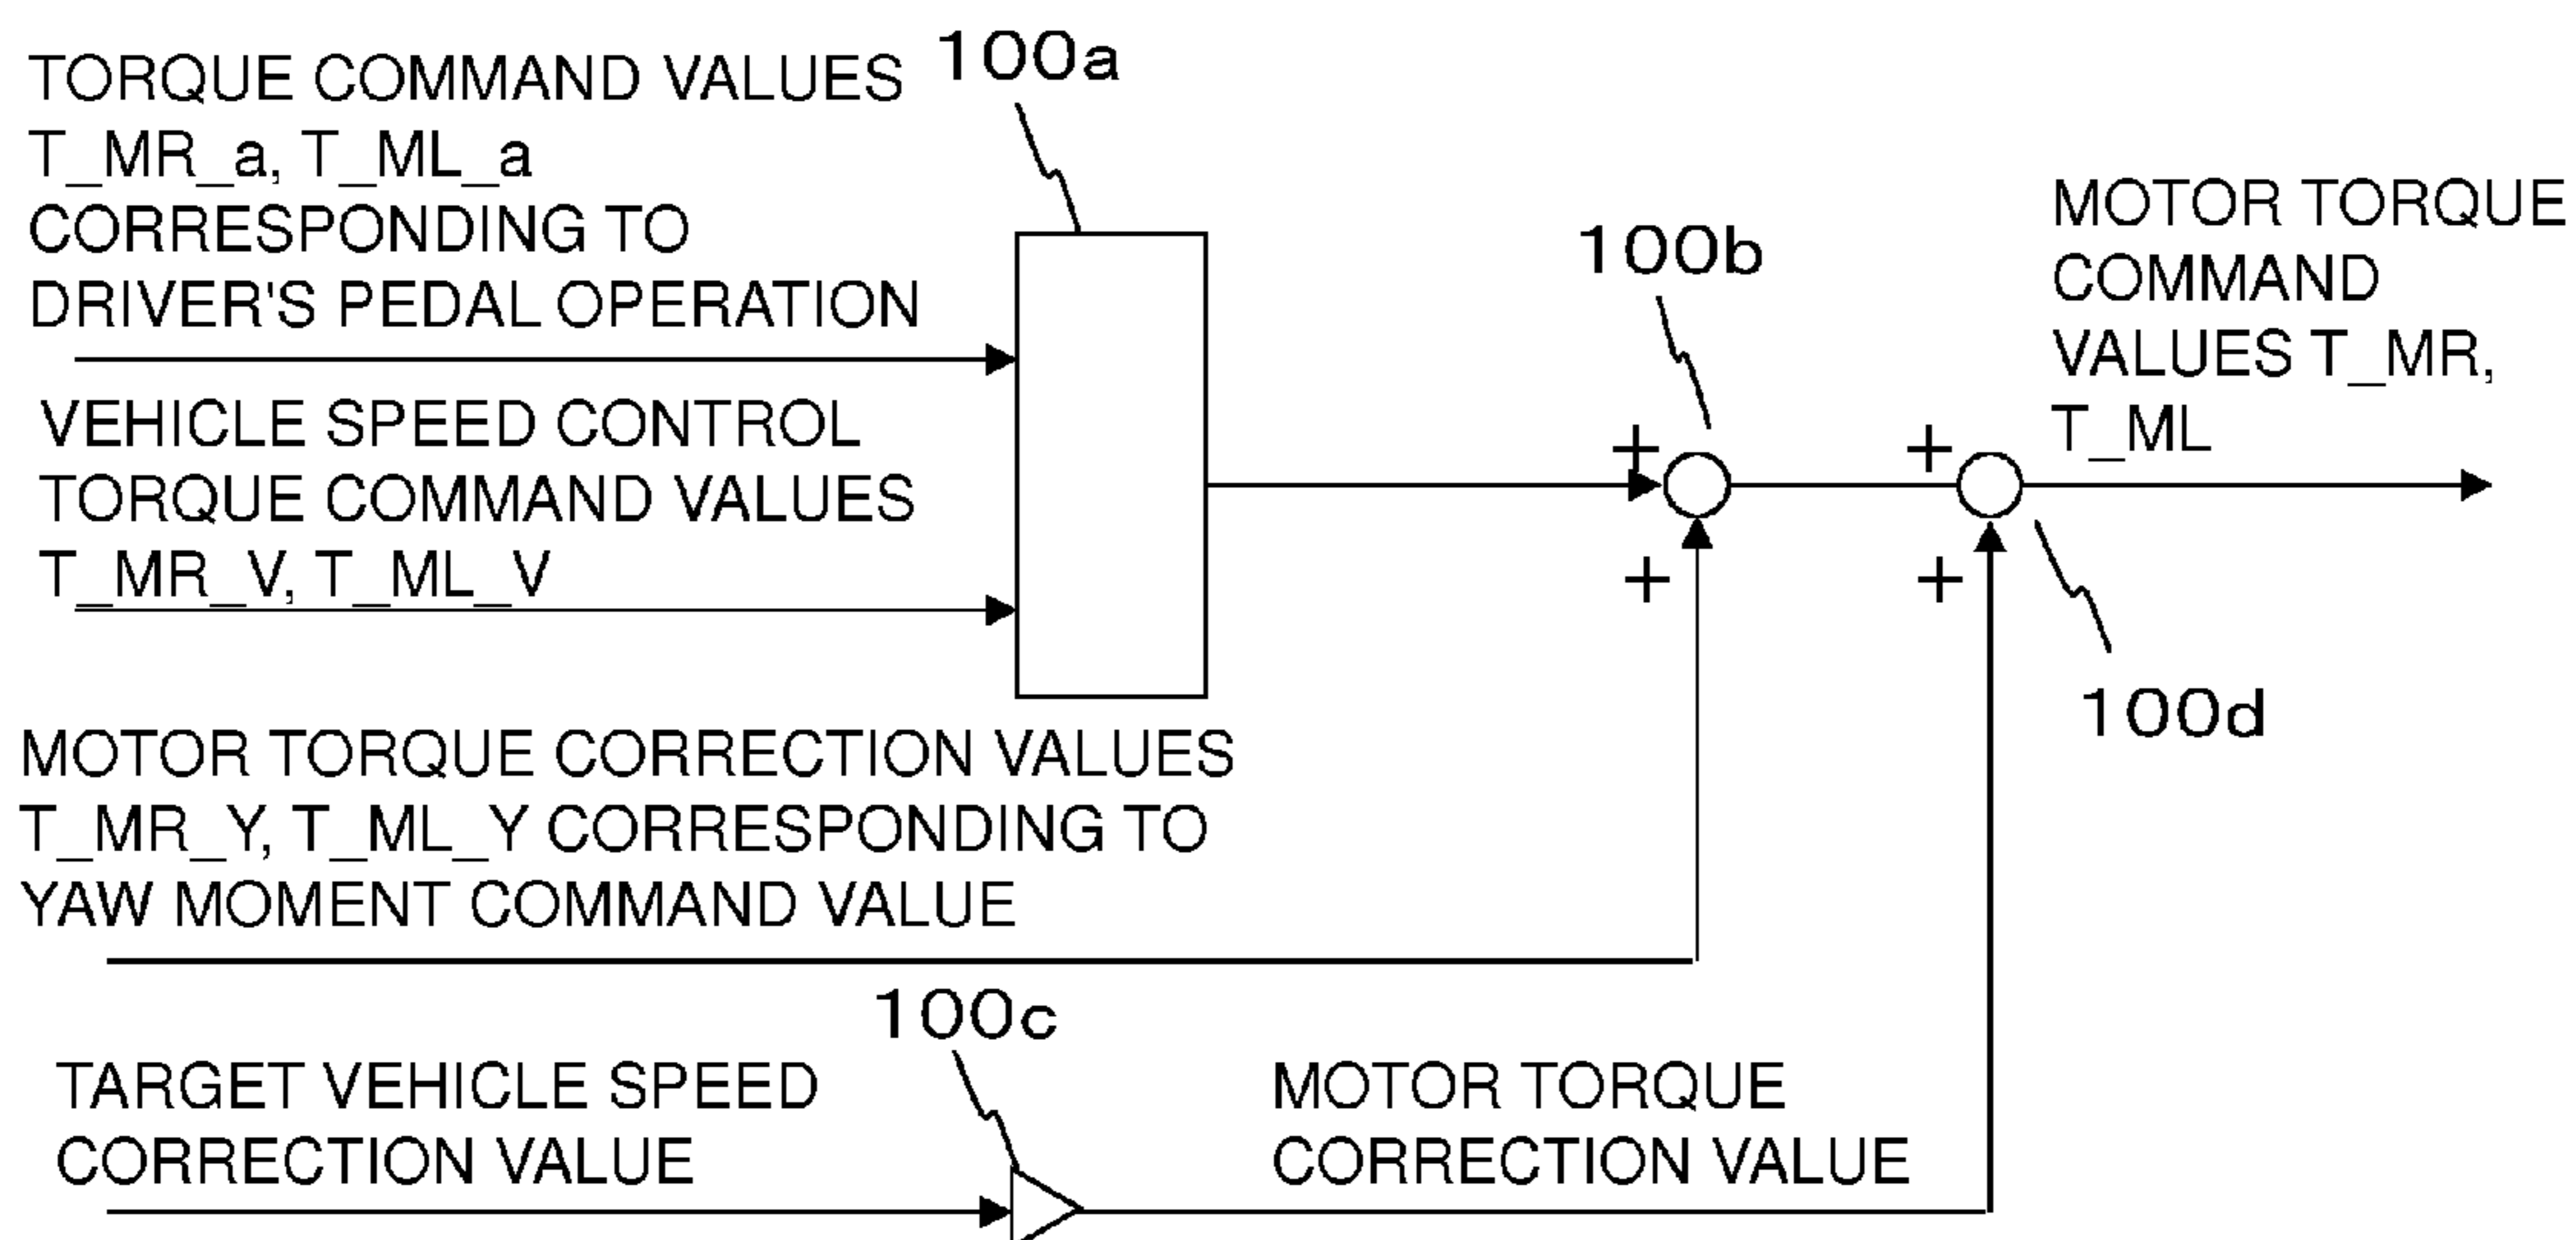 TORQUE COMMAND VALUES
T_MR_a, T_ML_a
CORRESPONDING TO
DRIVER'S PEDAL OPERATION
100a
VEHICLE SPEED CONTROL
TORQUE COMMAND VALUES
T_MR_V, T_ML_V
100b
+
+
MOTOR TORQUE
COMMAND
VALUES T_MR,
T_ML
+
+
100d
MOTOR TORQUE CORRECTION VALUES
T_MR_Y, T_ML_Y CORRESPONDING TO
YAW MOMENT COMMAND VALUE
100c
TARGET VEHICLE SPEED
CORRECTION VALUE
MOTOR TORQUE
CORRECTION VALUE